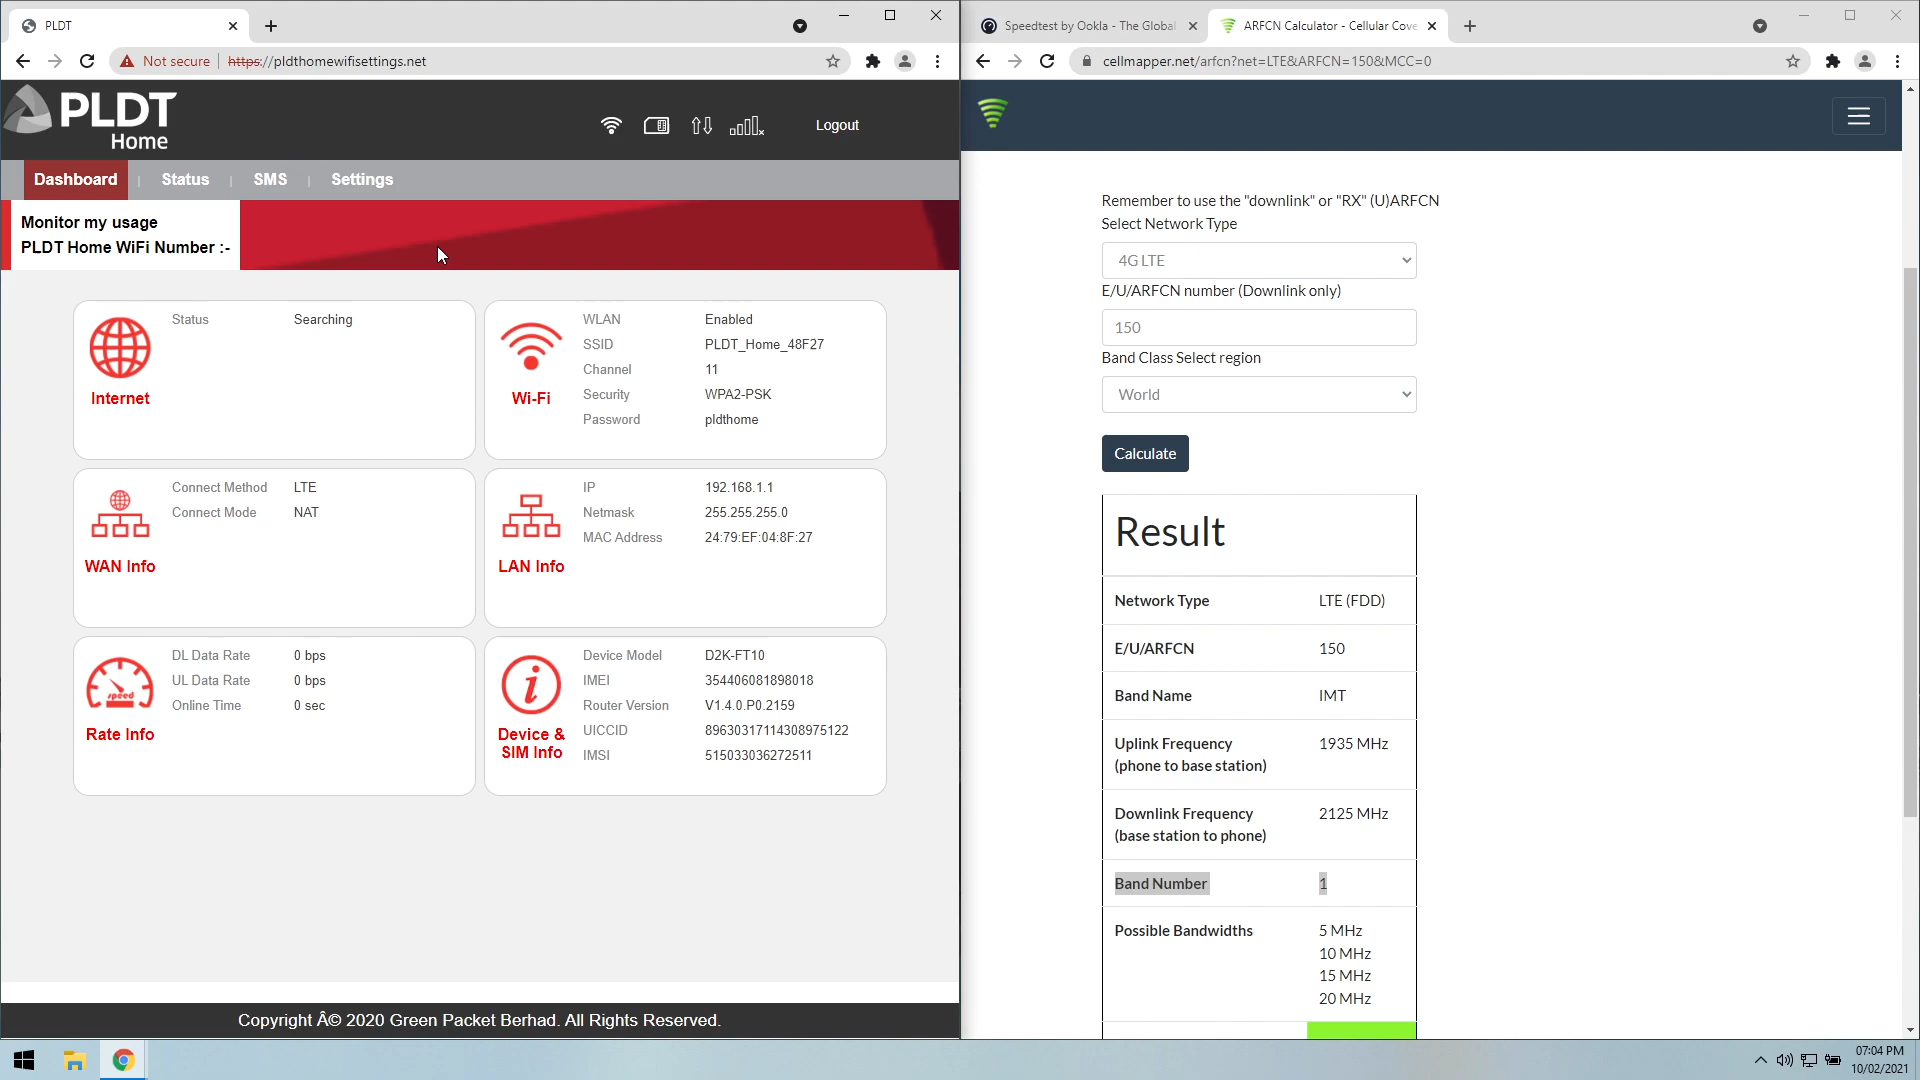 PLDT
Not secure
https://pldthomewifisettings.net
PLDT
Home
Logout
Dashboard | Status | SMS | Settings
Monitor my usage
PLDT Home WiFi Number :-
Internet
Status Searching
Wi-Fi
WLAN Enabled
SSID PLDT_Home_48F27
Channel 11
Security WPA2-PSK
Password pldthome
WAN Info
Connect Method LTE
Connect Mode NAT
LAN Info
IP 192.168.1.1
Netmask 255.255.255.0
MAC Address 24:79:EF:04:8F:27
speed
Rate Info
DL Data Rate 0 bps
UL Data Rate 0 bps
Online Time 0 sec
Device &
SIM Info
Device Model D2K-FT10
IMEI 354406081898018
Router Version V1.4.0.P0.2159
UICCID 89630317114308975122
IMSI 515033036272511
Copyright Â© 2020 Green Packet Berhad. All Rights Reserved.
Speedtest by Ookla - The Global
ARFCN Calculator - Cellular Cove
cellmapper.net/arfcn?net=LTE&ARFCN=150&MCC=0
Remember to use the "downlink" or "RX" (U)ARFCN
Select Network Type
4G LTE
E/U/ARFCN number (Downlink only)
150
Band Class Select region
World
Calculate
Result
Network Type LTE (FDD)
E/U/ARFCN 150
Band Name IMT
Uplink Frequency 1935 MHz
(phone to base station)
Downlink Frequency 2125 MHz
(base station to phone)
Band Number 1
Possible Bandwidths 5 MHz
10 MHz
15 MHz
20 MHz
07:04 PM
10/02/2021